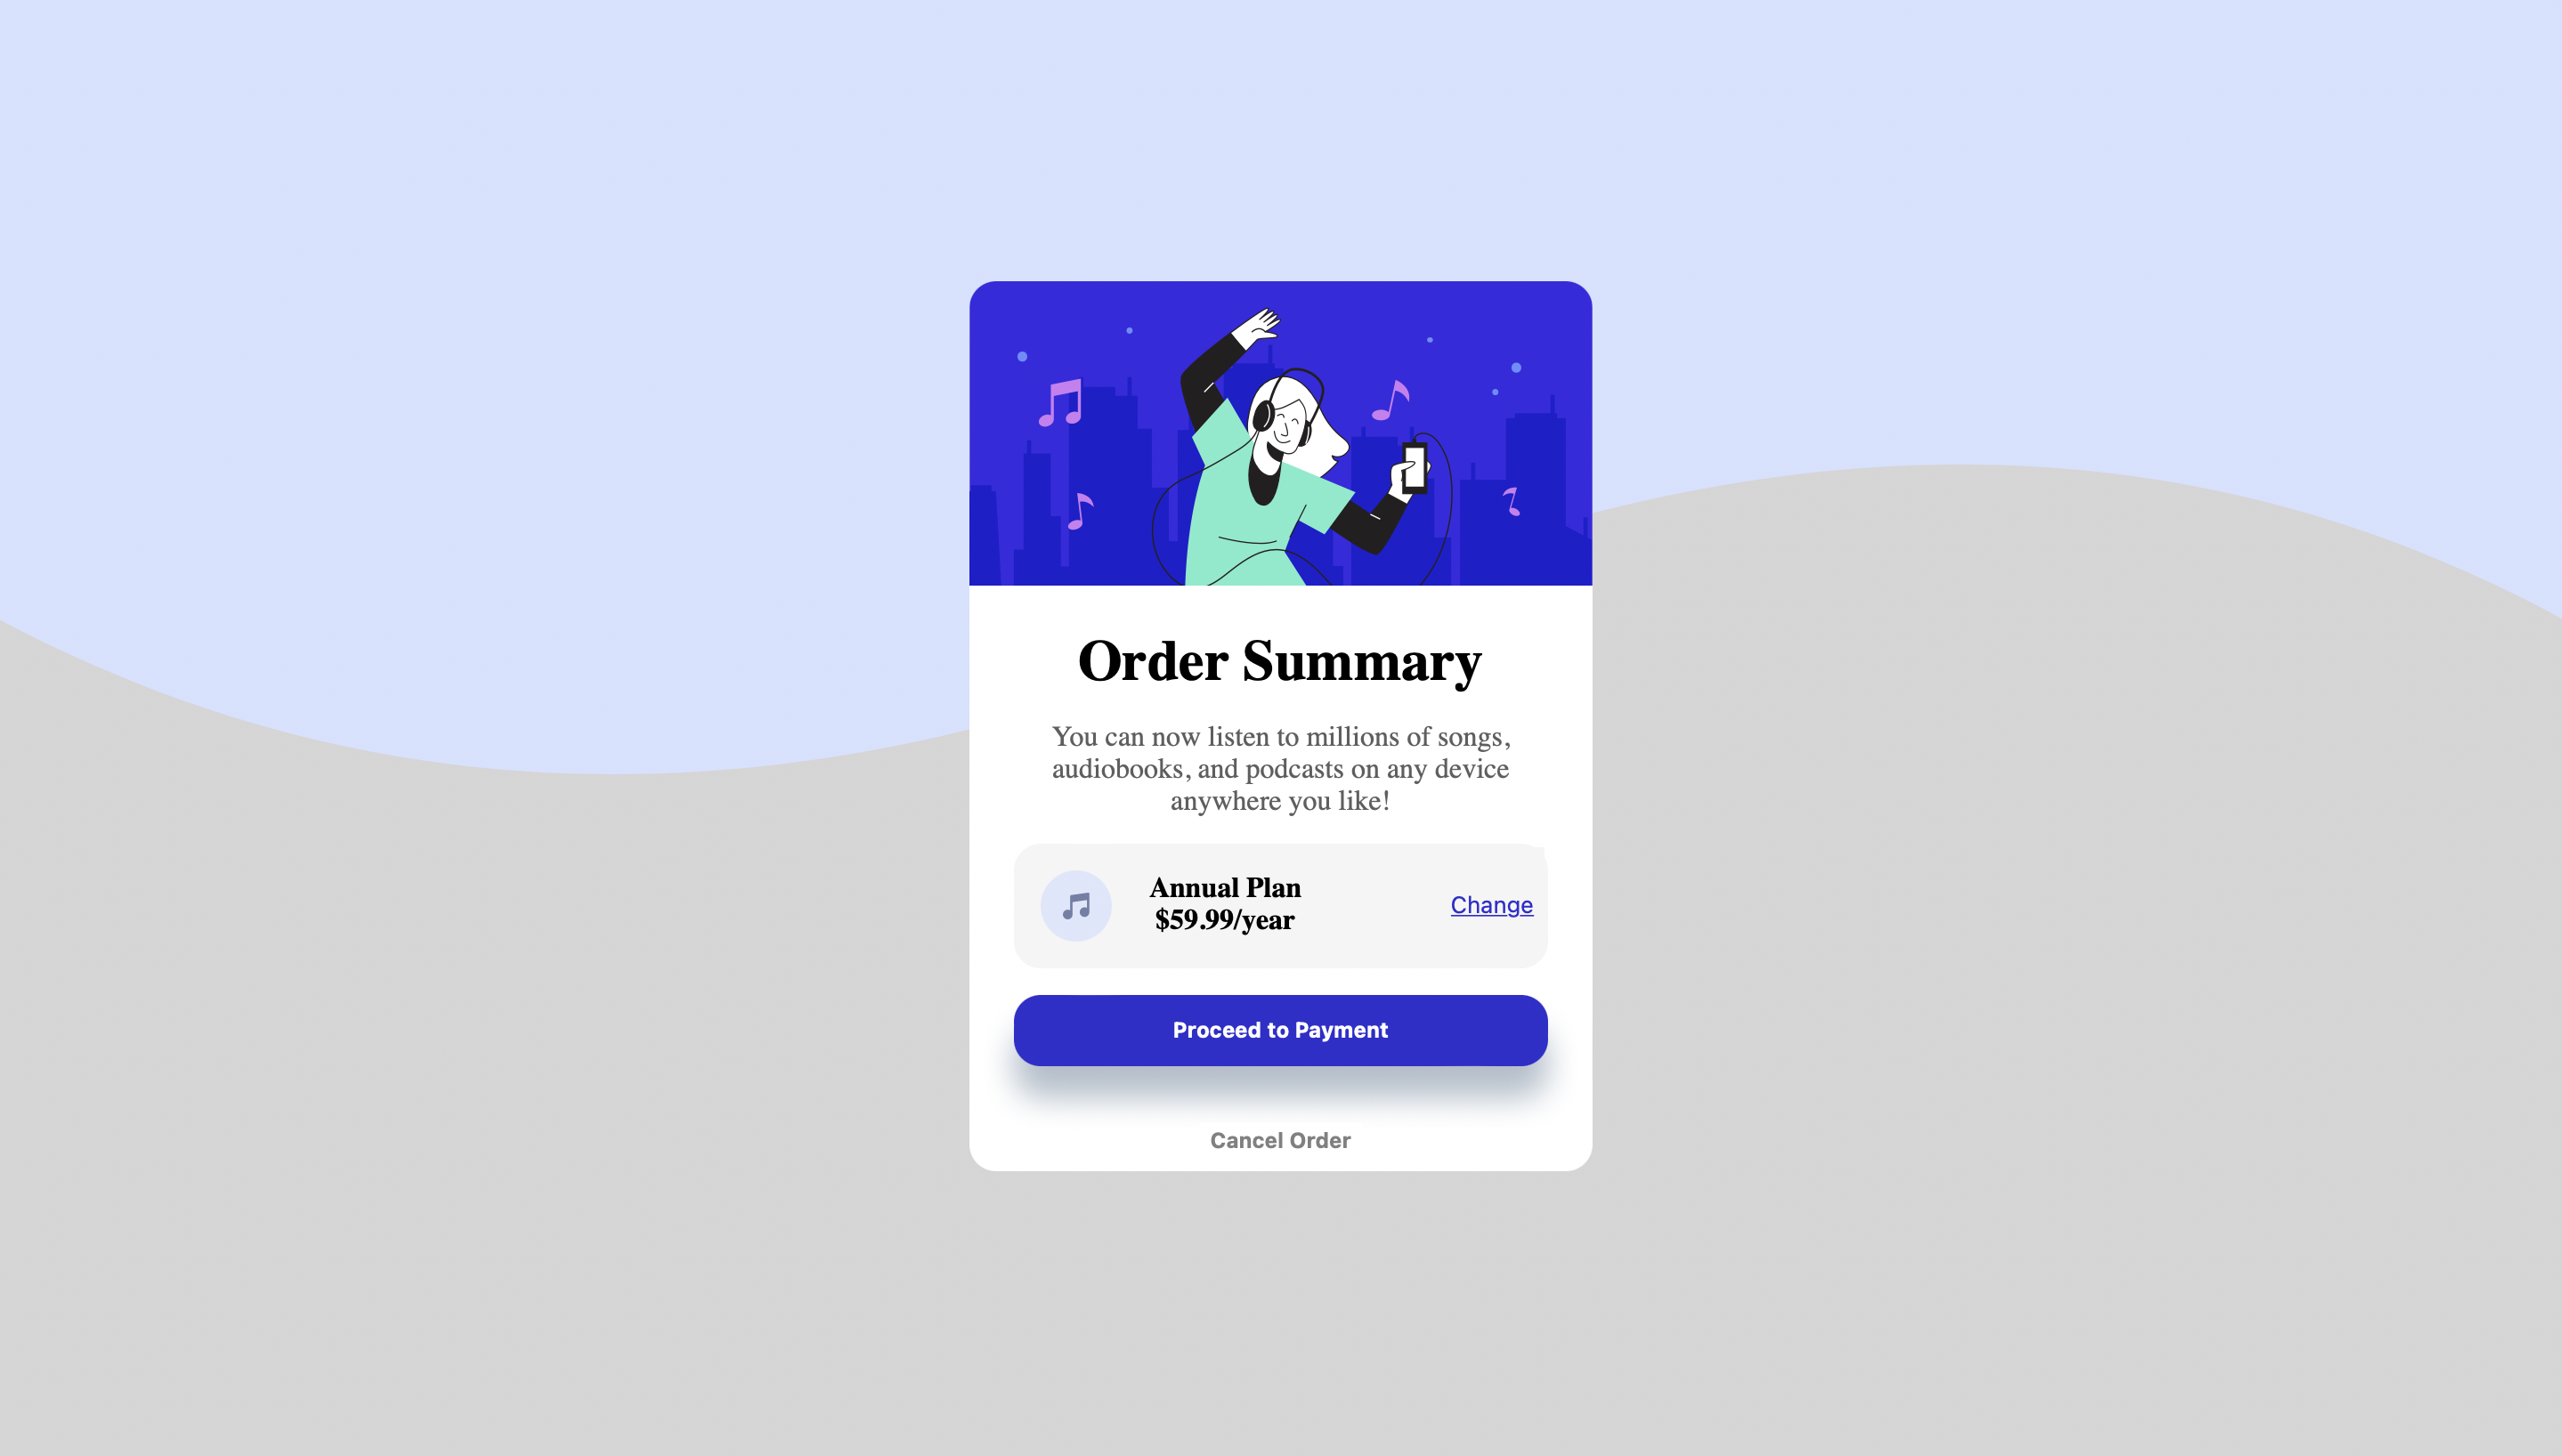 Order Summary
You can now listen to millions of songs,
audiobooks, and podcasts on any device
anywhere you like!
Annual Plan
$59.99/year
Change
Proceed to Payment
Cancel Order